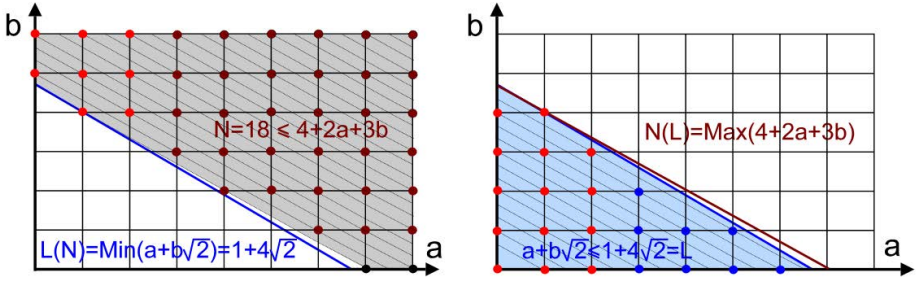 b
N=18 ⩽ 4+2a+3b
L(N)=Min(a+b√2)=1+4√2
a
b
N(L)=Max(4+2a+3b)
a+b√2⩽1+4√2=L
a